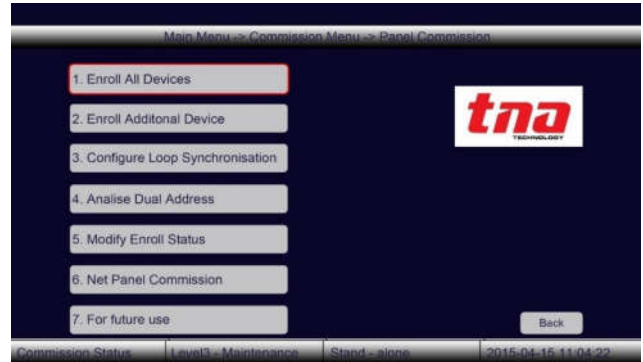 Main Menu -> Commission Menu -> Panel Commission
1. Enroll All Devices
2. Enroll Additonal Device
3. Configure Loop Synchronisation
4. Analise Dual Address
5. Modify Enroll Status
6. Net Panel Commission
7. For future use
tna
TECHNOLOGY
Back
Commission Status Level3 - Maintenance Stand - alone 2015-04-15 11:04:22